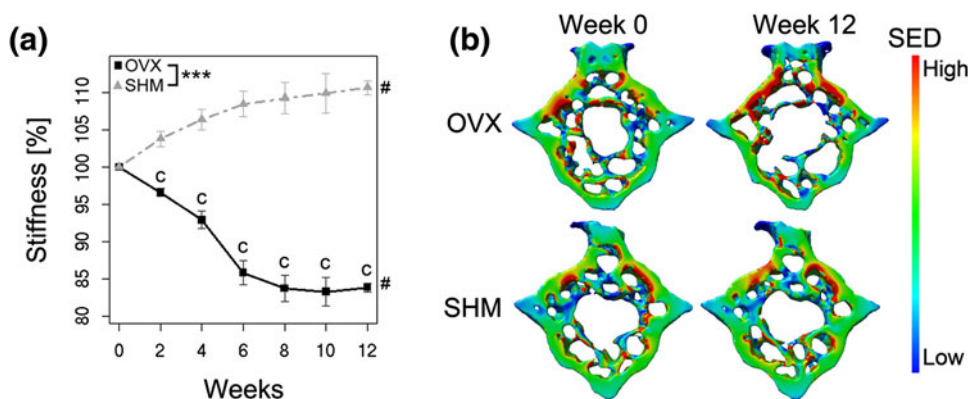 (a)
OVX
SHM
***
Stiffness [%]
110
105
100
95
90
85
80
C
C
C
C
C
C
#
#
0 2 4 6 8 10 12
Weeks
(b)
Week 0 Week 12
OVX
SHM
SED
High
Low